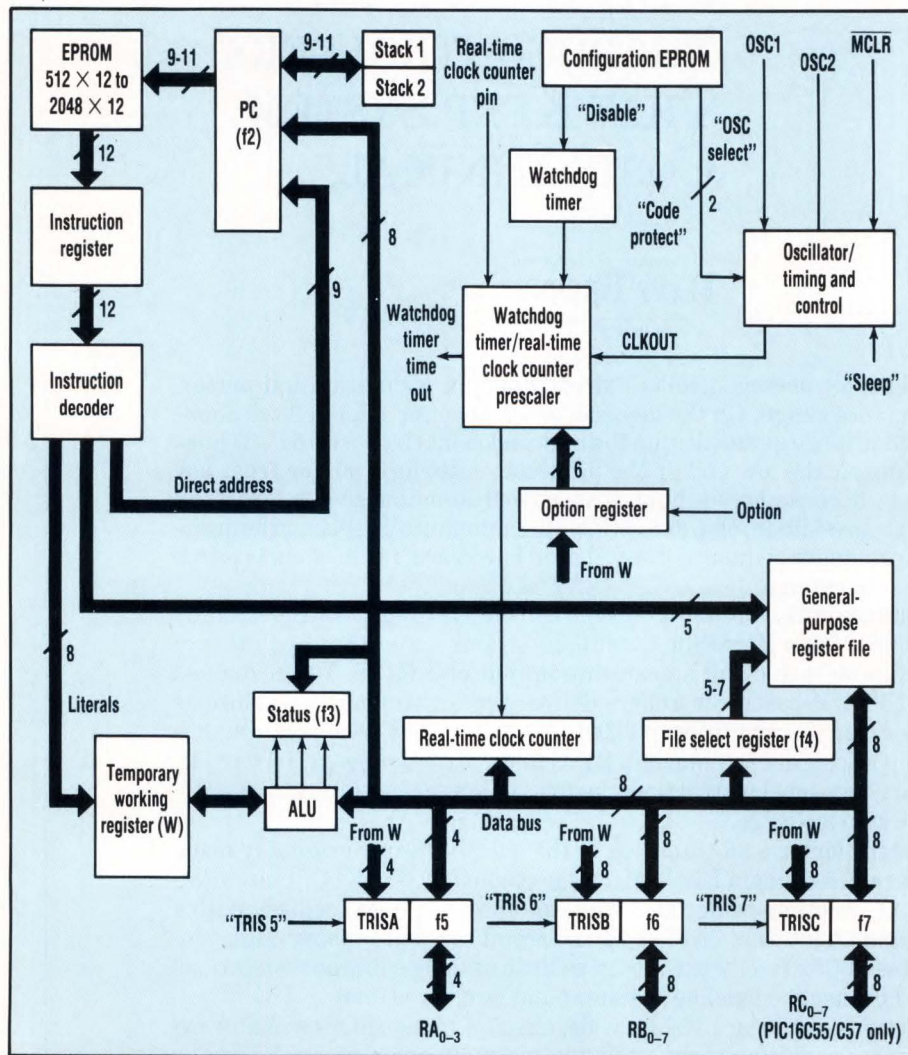 EPROM
512 × 12 to
2048 × 12
9-11
PC
(f2)
9-11
Stack 1
Stack 2
Real-time
clock counter
pin
Configuration EPROM
OSC1
OSC2
MCLR
"Disable"
"OSC
select"
2
Watchdog
timer
"Code
protect"
12
Instruction
register
8
9
12
Instruction
decoder
Oscillator/
timing and
control
Watchdog
timer
time
out
Watchdog
timer/real-time
clock counter
prescaler
CLKOUT
"Sleep"
Direct address
6
Option register
Option
From W
5
General-
purpose
register file
8
Literals
Status (f3)
5-7
8
Real-time clock counter
File select register (f4)
Temporary
working
register (W)
ALU
8
Data bus
From W
4
4
From W
8
8
From W
8
8
"TRIS 5"
TRISA
f5
"TRIS 6"
TRISB
f6
"TRIS 7"
TRISC
f7
4
8
8
RA0–3
RB0–7
RC0–7
(PIC16C55/C57 only)